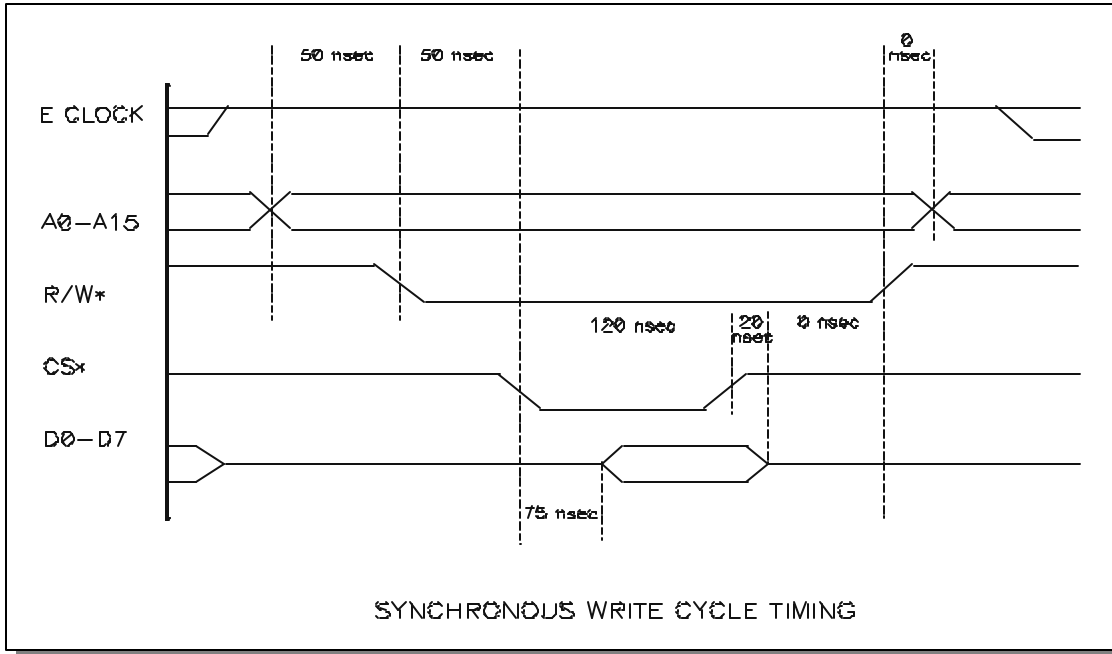 0
50 nsec 50 nsec nsec
E CLOCK
A0-A15
R/W*
120 nsec 20 0 nsec
nsec
CS*
D0-D7
75 nsec
SYNCHRONOUS WRITE CYCLE TIMING